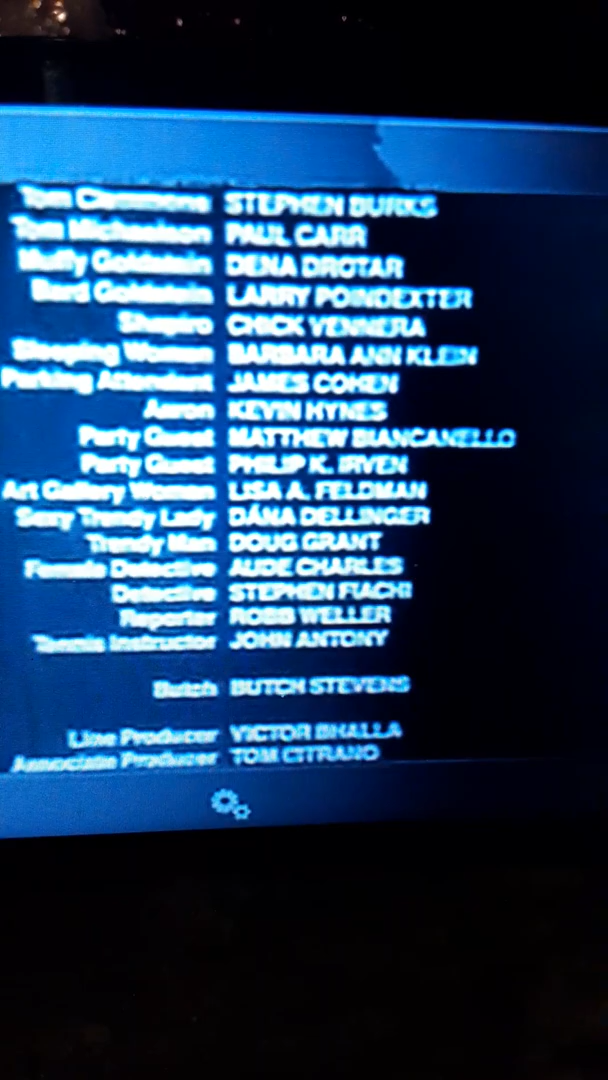 Tom Clemmons STEPHEN BURKS
Tom Michaelson PAUL CARR
Muffy Goldstein DENA DROTAR
Goldstein LARRY POINDEXTER
Shapiro CHICK VENNERA
Sleeping Woman BARBARA ANN KLEIN
Parking Attendant JAMES COHEN
Aaron KEVIN HYNES
Party Guest MATTHEW BIANCANELLO
Party Guest PHILIP K. IRVEN
Art Gallery Woman LISA A. FELDMAN
Sexy Trendy Lady DÁNA DELLINGER
Trendy Man DOUG GRANT
Female Detective AUDE CHARLES
Detective STEPHEN FIACHI
Reporter ROBB WELLER
Tennis Instructor JOHN ANTONY
Butch BUTCH STEVENS
Line Producer VICTOR BHALLA
Associate Producer TOM CITRANO